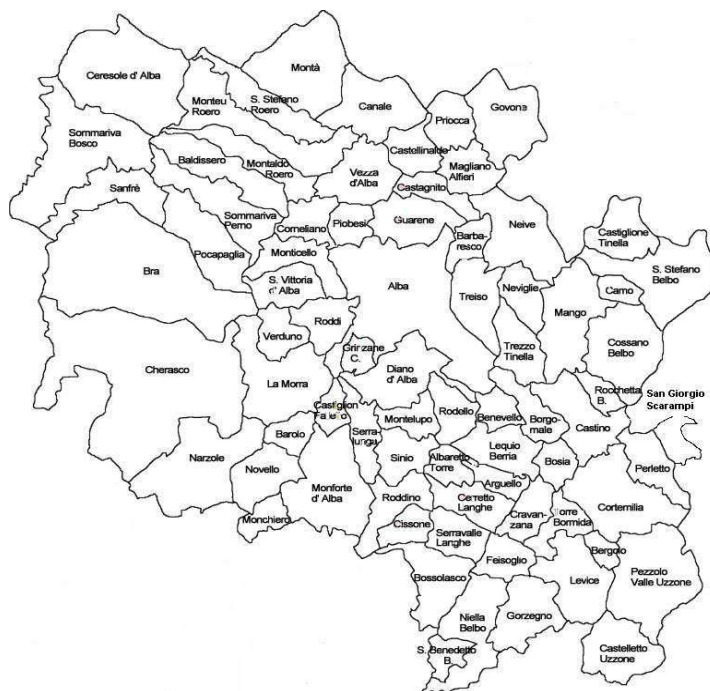 Montà
Ceresole d' Alba
S. Stefano
Roero
Monteu
Roero
Canale
Govone
Priocca
Sommariva
Bosco
Castellinaldo
Baldissero
Montaldo
Roero
Vezza
d'Alba
Magliano
Alfieri
Sanfrè
Castagnito
Sommariva
Perno
Corneliano
Piobesi
Guarene
Neive
Barba-
resco
Castiglione
Tinella
Pocapaglia
Monticello
Bra
S. Vittoria
d' Alba
Alba
Treiso
Neviglie
Camo
S. Stefano
Belbo
Mango
Roddi
Verduno
Grinzane
C.
Trezzo
Tinella
Cossano
Belbo
Cherasco
Diano
d'Alba
La Morra
Rocchetta
B.
San Giorgio
Scarampi
Castiglion
Montelupo
Rodello
Benevello
Borgo-
male
Castino
Barolo
Serra-
lunga
Lequio
Berria
Narzole
Novello
Sinio
Albaretto
Torre
Bosia
Perletto
Monforte
d' Alba
Roddino
Arguello
Cerretto
Langhe
Cravan-
zana
Cortemilia
Monchiero
Cissone
Torre
Bormida
Serravalle
Langhe
Bergolo
Feisoglio
Bossolasco
Levice
Pezzolo
Valle Uzzone
Niella
Belbo
Gorzegno
S. Benedetto
B.
Castelletto
Uzzone